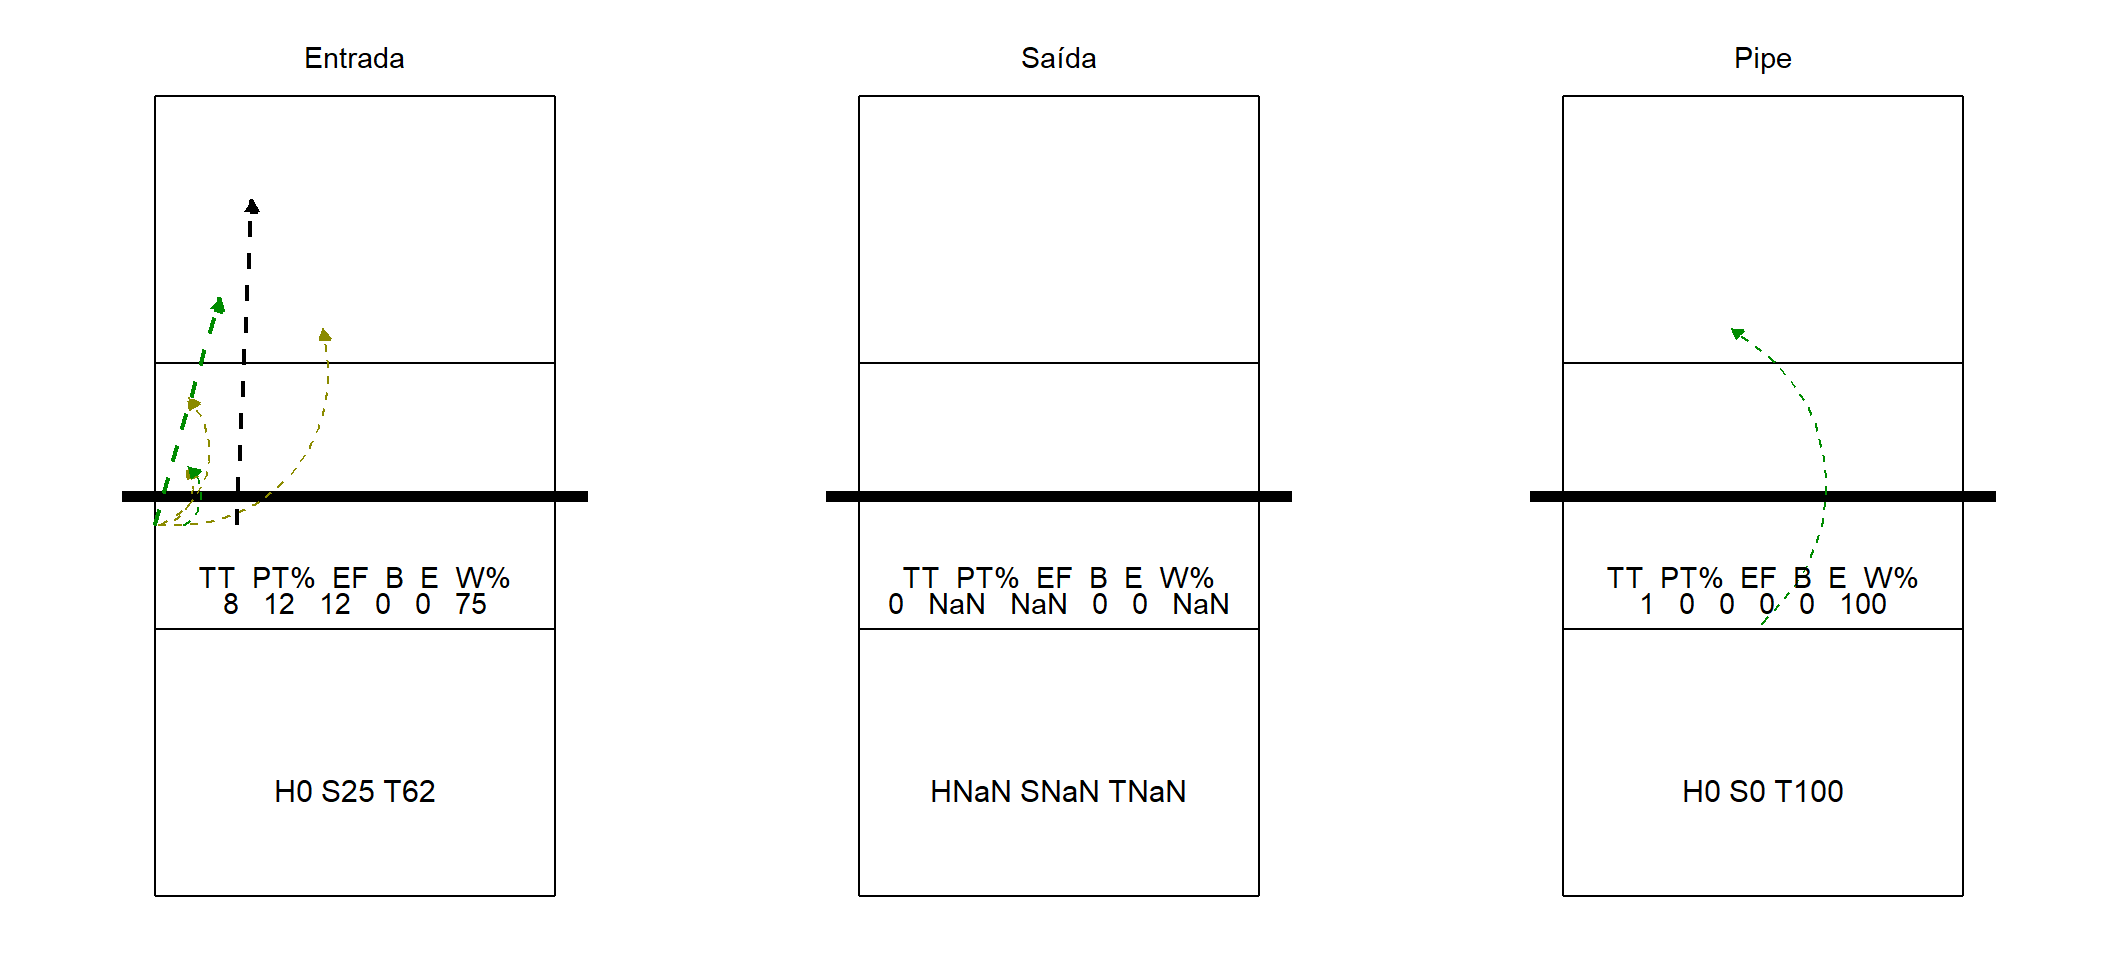 Entrada
TT PT% EF B E W%
8 12 12 0 0 75
H0 S25 T62
Saída
TT PT% EF B E W%
0 NaN NaN 0 0 NaN
HNaN SNaN TNaN
Pipe
TT PT% EF B E W%
1 0 0 0 0 100
H0 S0 T100